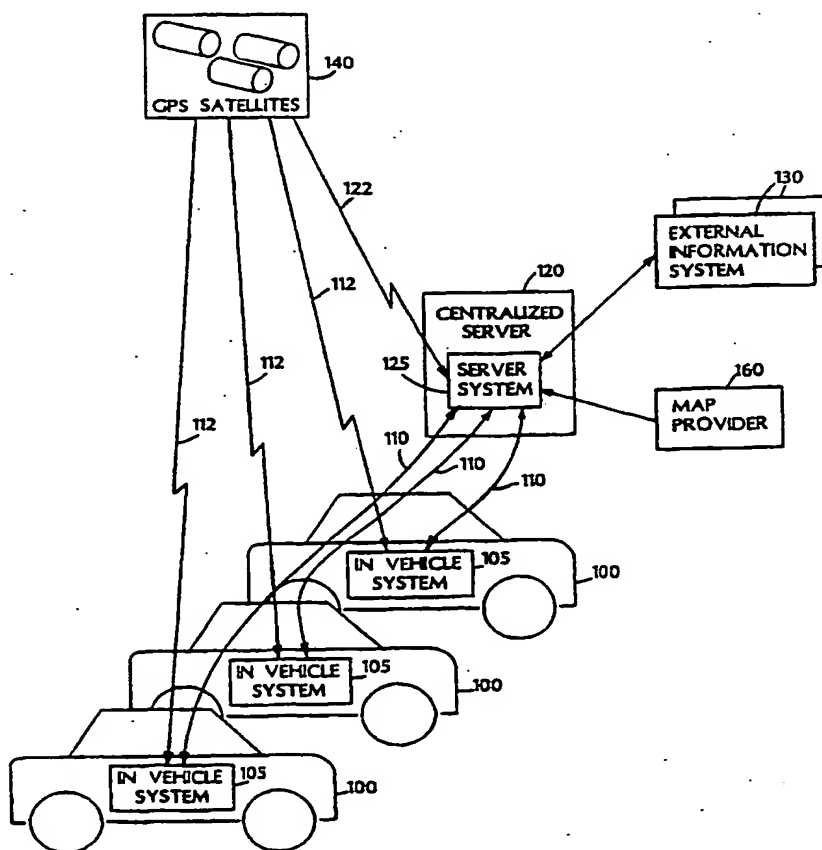 140
GPS SATELLITES
130
122
EXTERNAL
INFORMATION
SYSTEM
120
112
CENTRALIZED
SERVER
125
SERVER
SYSTEM
160
MAP
PROVIDER
112
112
110
110
110
IN VEHICLE
SYSTEM
105
100
IN VEHICLE
SYSTEM
105
100
IN VEHICLE
SYSTEM
105
100